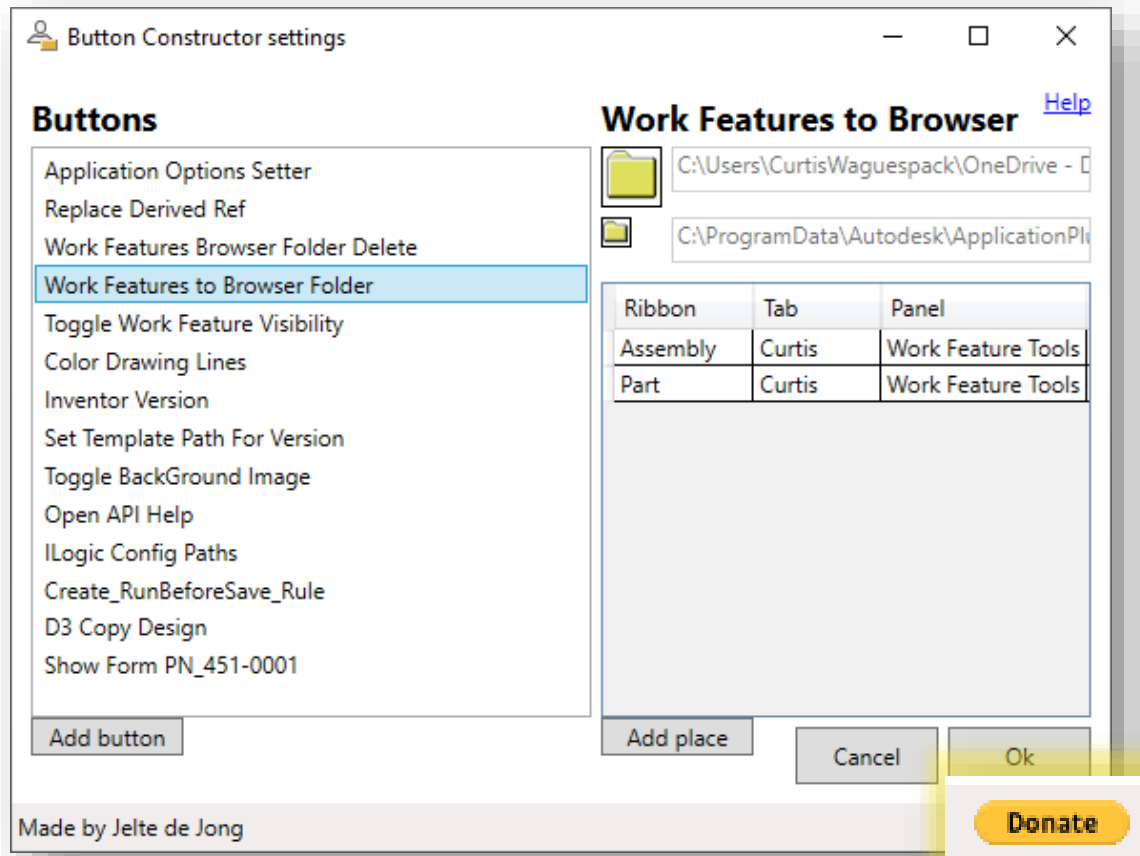 Button Constructor settings
Help
Buttons
Application Options Setter
Replace Derived Ref
Work Features Browser Folder Delete
Work Features to Browser Folder
Toggle Work Feature Visibility
Color Drawing Lines
Inventor Version
Set Template Path For Version
Toggle BackGround Image
Open API Help
ILogic Config Paths
Create_RunBeforeSave_Rule
D3 Copy Design
Show Form PN_451-0001
Add button
Work Features to Browser
C:\Users\CurtisWaguespack\OneDrive - D
C:\ProgramData\Autodesk\ApplicationPlu
Ribbon Tab Panel
Assembly Curtis Work Feature Tools
Part Curtis Work Feature Tools
Add place
Cancel Ok
Made by Jelte de Jong
Donate